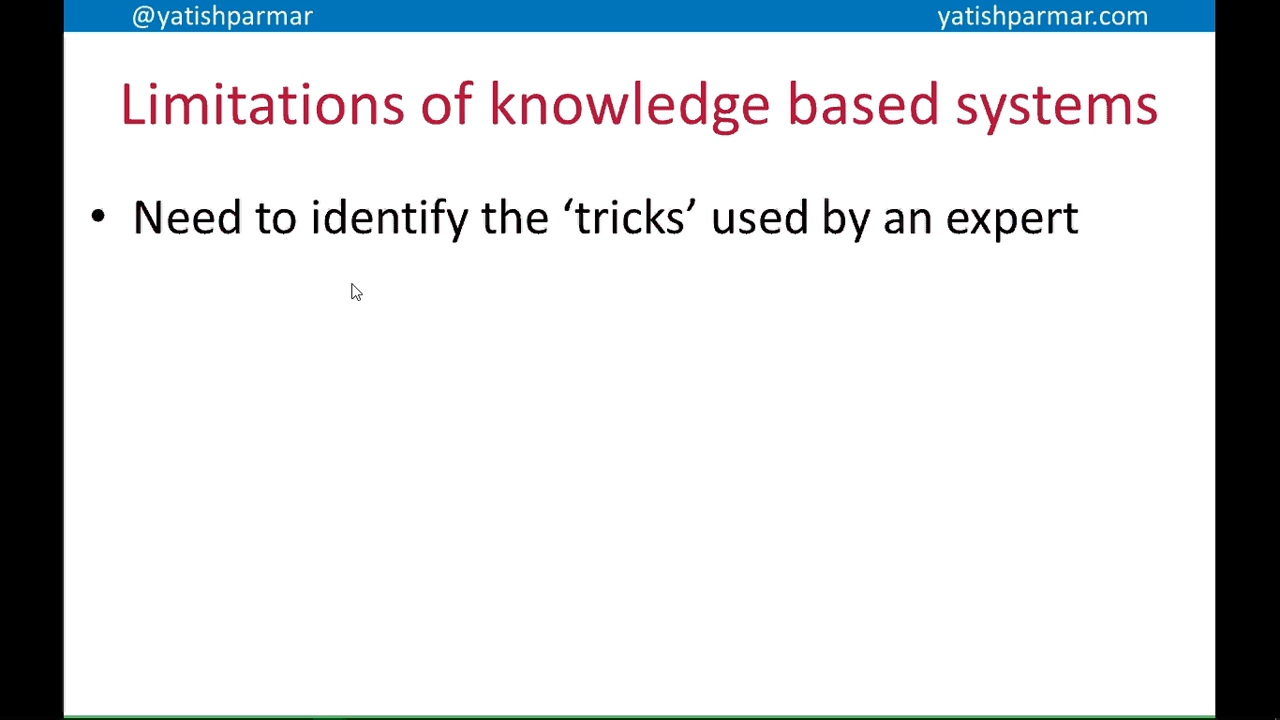 @yatishparmar
yatishparmar.com
Limitations of knowledge based systems
• Need to identify the ‘tricks’ used by an expert